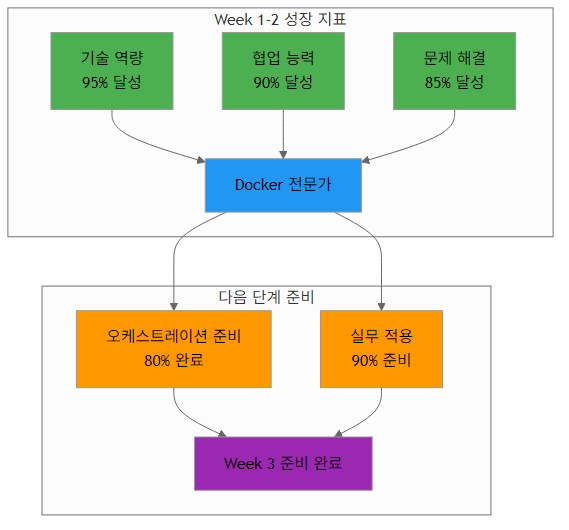 Week 1-2 성장 지표
기술 역량
95% 달성
협업 능력
90% 달성
문제 해결
85% 달성
Docker 전문가
다음 단계 준비
오케스트레이션 준비
80% 완료
실무 적용
90% 준비
Week 3 준비 완료